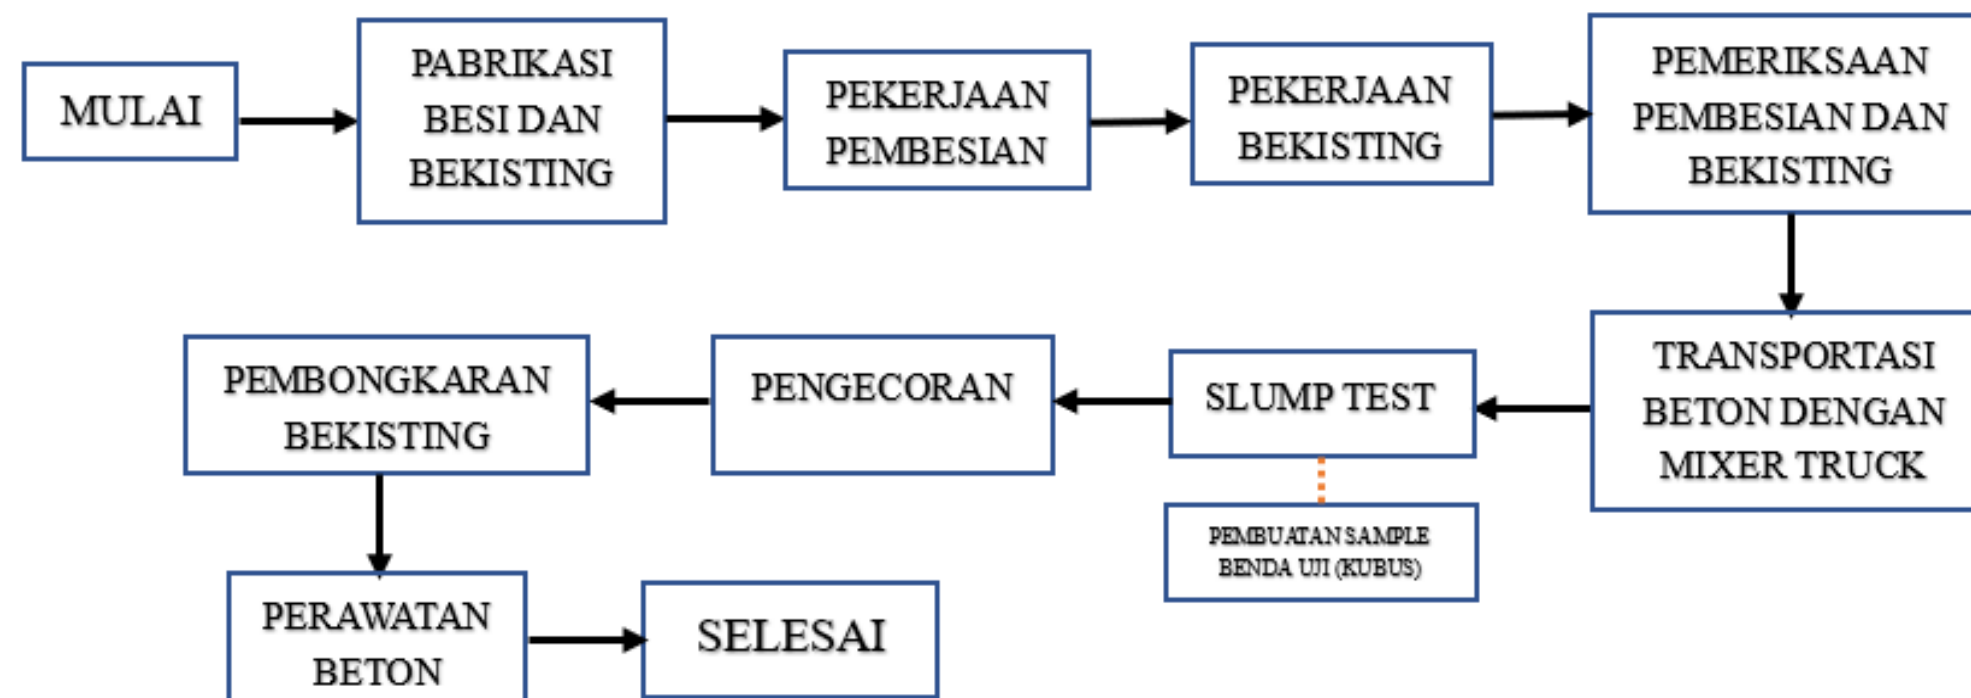 MULAI
PABRIKASI
BESI DAN
BEKISTING
PEKERJAAN
PEMBESIAN
PEKERJAAN
BEKISTING
PEMERIKSAAN
PEMBESIAN DAN
BEKISTING
TRANSPORTASI
BETON DENGAN
MIXER TRUCK
SLUMP TEST
PEMBUATAN SAMPLE
BENDA UJI (KUBUS)
PENGECORAN
PEMBONGKARAN
BEKISTING
PERAWATAN
BETON
SELESAI